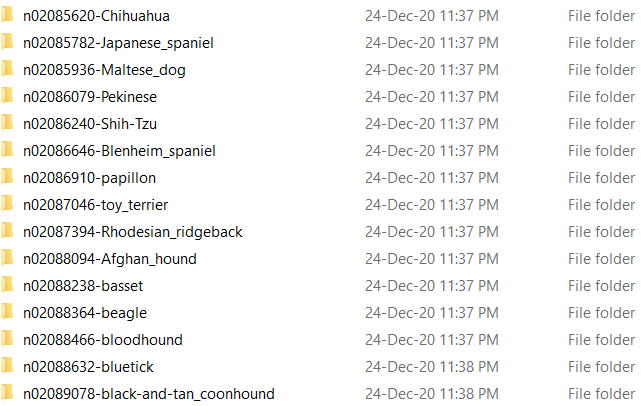 n02085620-Chihuahua 24-Dec-20 11:37 PM File folder
n02085782-Japanese_spaniel 24-Dec-20 11:37 PM File folder
n02085936-Maltese_dog 24-Dec-20 11:37 PM File folder
n02086079-Pekinese 24-Dec-20 11:37 PM File folder
n02086240-Shih-Tzu 24-Dec-20 11:37 PM File folder
n02086646-Blenheim_spaniel 24-Dec-20 11:37 PM File folder
n02086910-papillon 24-Dec-20 11:37 PM File folder
n02087046-toy_terrier 24-Dec-20 11:37 PM File folder
n02087394-Rhodesian_ridgeback 24-Dec-20 11:37 PM File folder
n02088094-Afghan_hound 24-Dec-20 11:37 PM File folder
n02088238-basset 24-Dec-20 11:37 PM File folder
n02088364-beagle 24-Dec-20 11:37 PM File folder
n02088466-bloodhound 24-Dec-20 11:37 PM File folder
n02088632-bluetick 24-Dec-20 11:38 PM File folder
n02089078-black-and-tan_coonhound 24-Dec-20 11:38 PM File folder